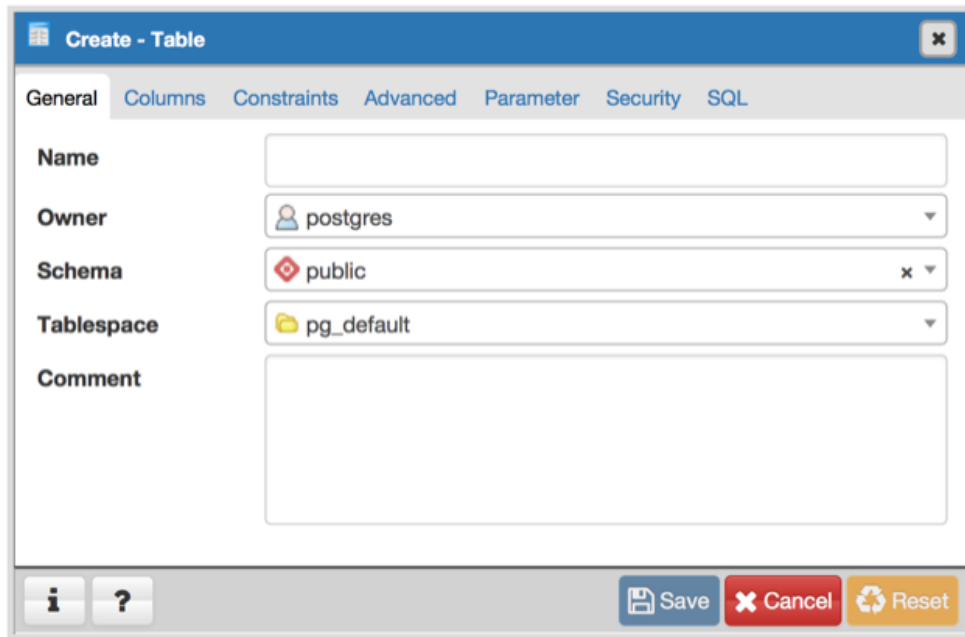 Create - Table
General Columns Constraints Advanced Parameter Security SQL
Name
Owner postgres
Schema public
Tablespace pg_default
Comment
i ? Save Cancel Reset